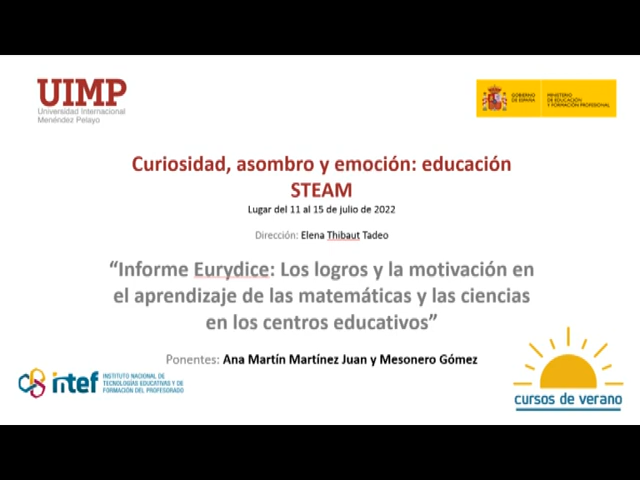 UIMP
Universidad Internacional
Menéndez Pelayo
GOBIERNO
DE ESPAÑA
MINISTERIO
DE EDUCACIÓN
Y FORMACIÓN PROFESIONAL
Curiosidad, asombro y emoción: educación
STEAM
Lugar del 11 al 15 de julio de 2022
Dirección: Elena Thibaut Tadeo
“Informe Eurydice: Los logros y la motivación en
el aprendizaje de las matemáticas y las ciencias
en los centros educativos”
Ponentes: Ana Martín Martínez Juan y Mesonero Gómez
intef
INSTITUTO NACIONAL DE
TECNOLOGÍAS EDUCATIVAS Y DE
FORMACIÓN DEL PROFESORADO
cursos de verano